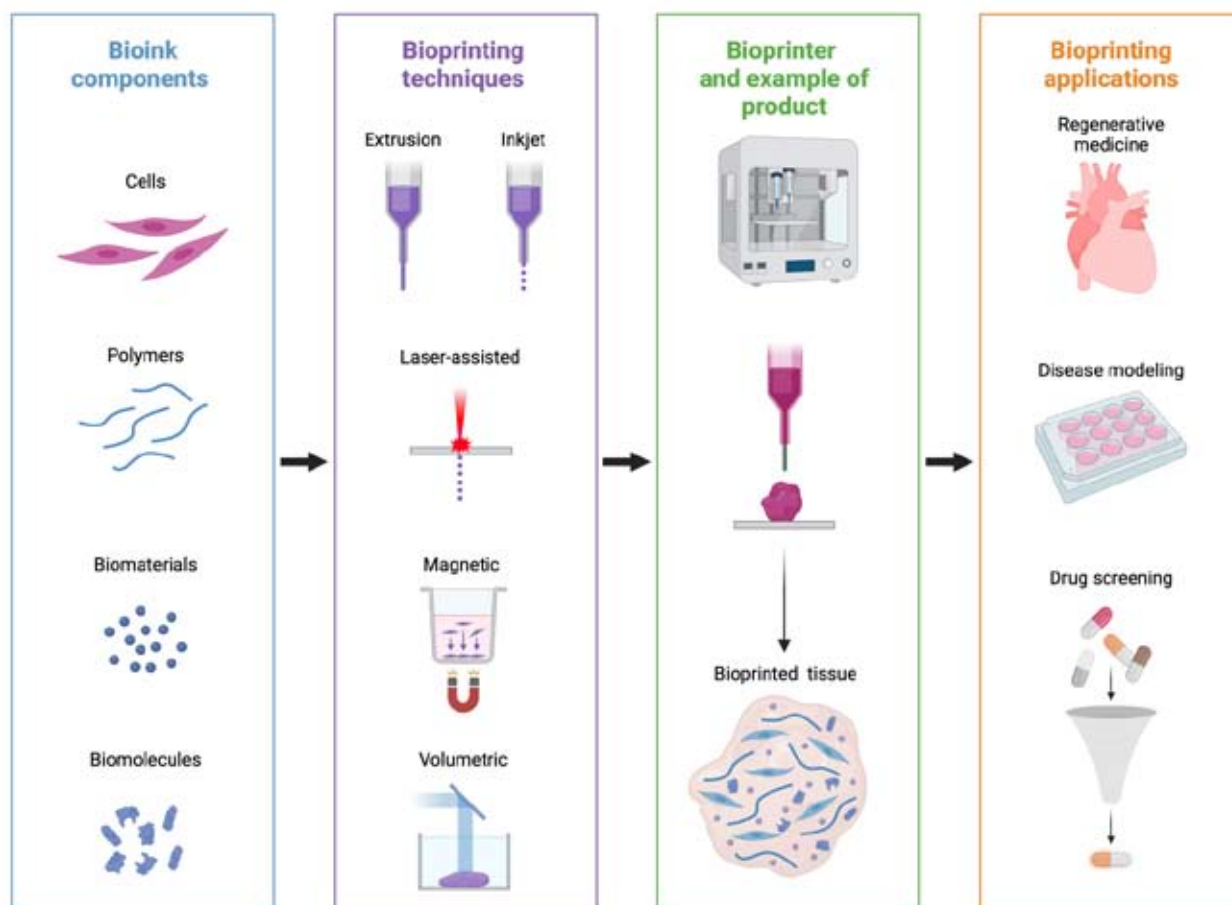 Bioink
components
Cells
Polymers
Biomaterials
Biomolecules
Bioprinting
techniques
Extrusion
Inkjet
Laser-assisted
Magnetic
Volumetric
Bioprinter
and example of
product
Bioprinted tissue
Bioprinting
applications
Regenerative
medicine
Disease modeling
Drug screening